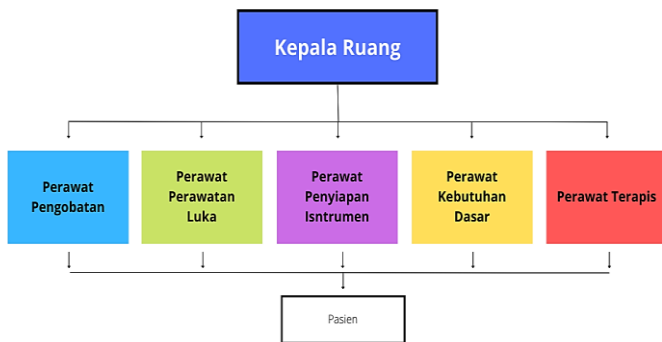 Kepala Ruang
Perawat
Pengobatan
Perawat
Perawatan
Luka
Perawat
Penyiapan
Isntrumen
Perawat
Kebutuhan
Dasar
Perawat Terapis
Pasien